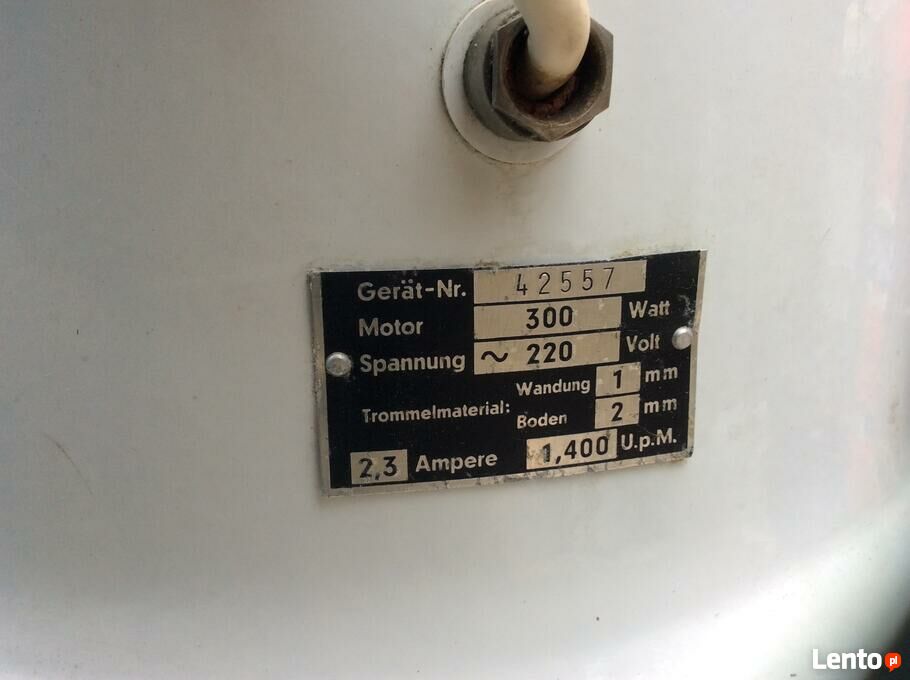 Gerät-Nr. 42557
Motor 300 Watt
Spannung ~ 220 Volt
Trommelmaterial: Wandung 1 mm
Boden 2 mm
2,3 Ampere 1,400 U.p.M.
Lento pl